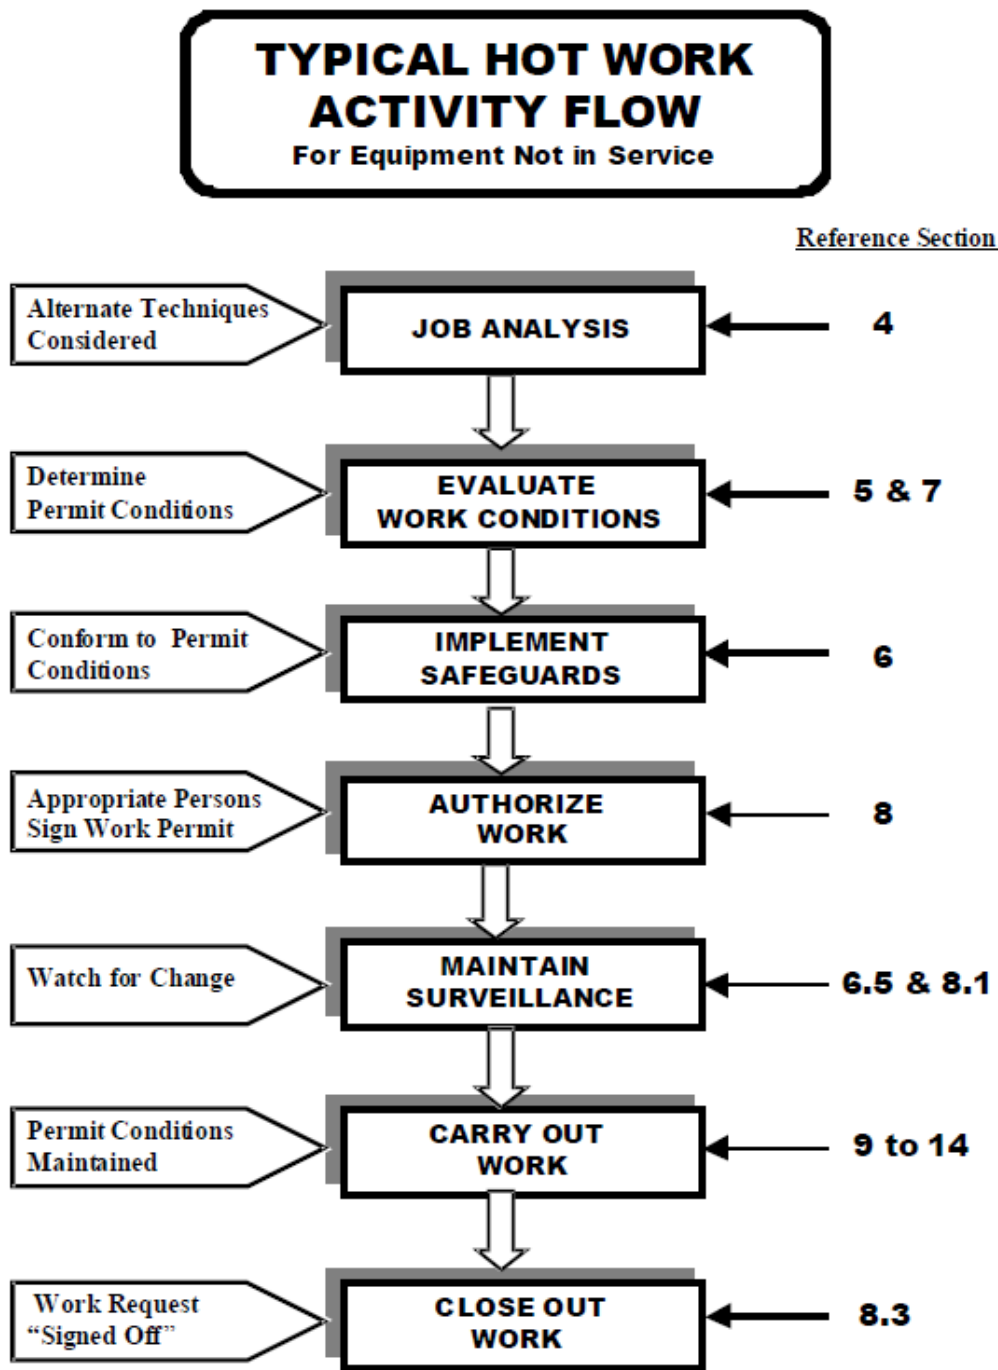 TYPICAL HOT WORK
ACTIVITY FLOW
For Equipment Not in Service
Reference Section
Alternate Techniques
Considered
JOB ANALYSIS
4
Determine
Permit Conditions
EVALUATE
WORK CONDITIONS
5 & 7
Conform to Permit
Conditions
IMPLEMENT
SAFEGUARDS
6
Appropriate Persons
Sign Work Permit
AUTHORIZE
WORK
8
Watch for Change
MAINTAIN
SURVEILLANCE
6.5 & 8.1
Permit Conditions
Maintained
CARRY OUT
WORK
9 to 14
Work Request
“Signed Off”
CLOSE OUT
WORK
8.3